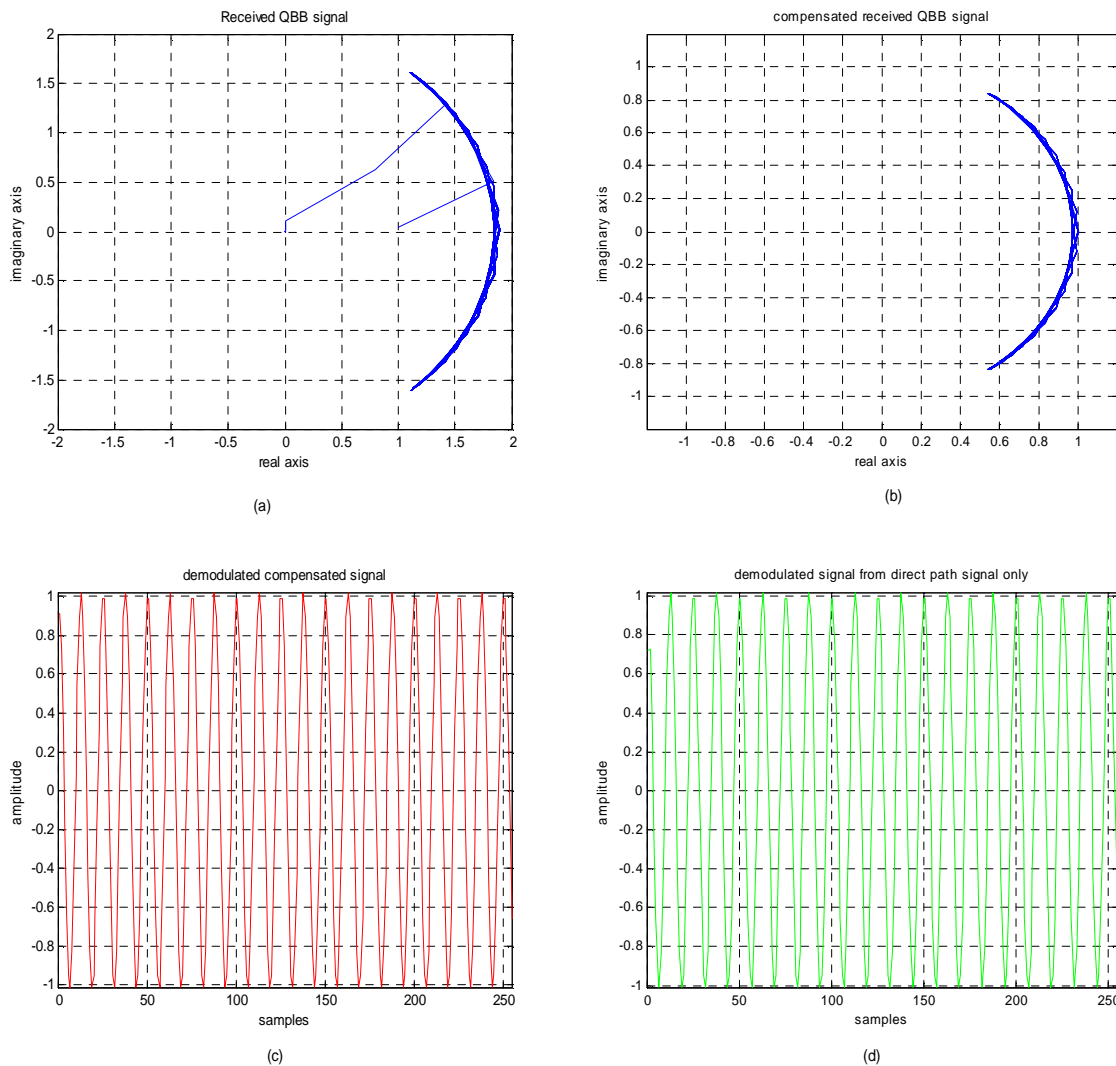 Received QBB signal
2
1.5
1
0.5
0
-0.5
-1
-1.5
-2
imaginary axis
-2 -1.5 -1 -0.5 0 0.5 1 1.5 2
real axis
(a)
compensated received QBB signal
1
0.8
0.6
0.4
0.2
0
-0.2
-0.4
-0.6
-0.8
-1
imaginary axis
-1 -0.8 -0.6 -0.4 -0.2 0 0.2 0.4 0.6 0.8 1
real axis
(b)
demodulated compensated signal
1
0.8
0.6
0.4
0.2
0
-0.2
-0.4
-0.6
-0.8
-1
amplitude
0 50 100 150 200 250
samples
(c)
demodulated signal from direct path signal only
1
0.8
0.6
0.4
0.2
0
-0.2
-0.4
-0.6
-0.8
-1
amplitude
0 50 100 150 200 250
samples
(d)